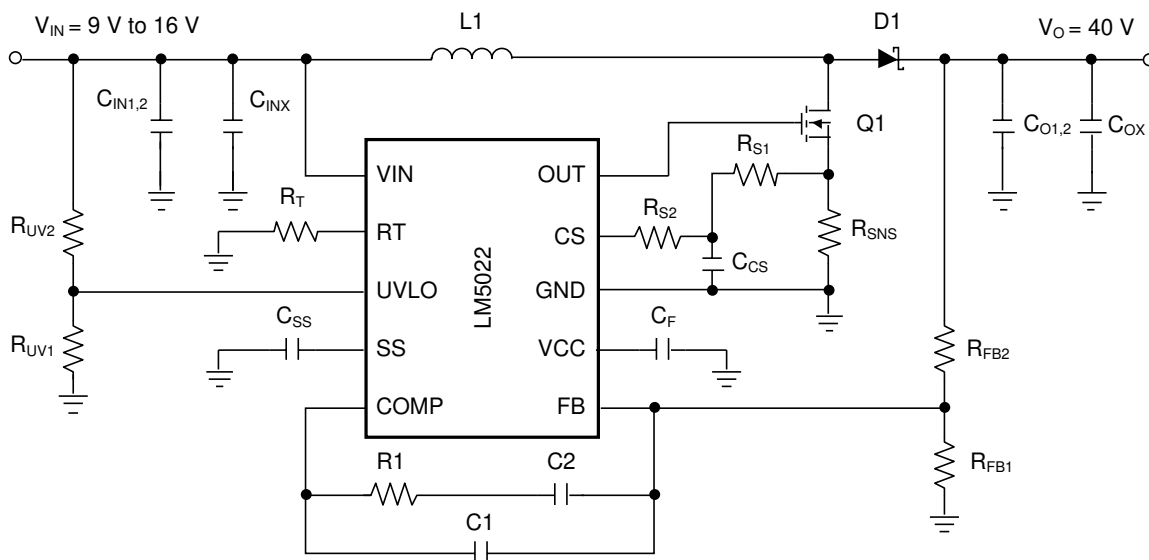 V_IN = 9 V to 16 V
L1
D1
V_O = 40 V
C_IN1,2
C_INX
Q1
C_O1,2
C_OX
R_S1
VIN
OUT
R_T
R_S2
R_UV2
RT
CS
R_SNS
C_CS
UVLO
GND
LM5022
C_SS
C_F
R_UV1
SS
VCC
R_FB2
COMP
FB
R1
C2
R_FB1
C1